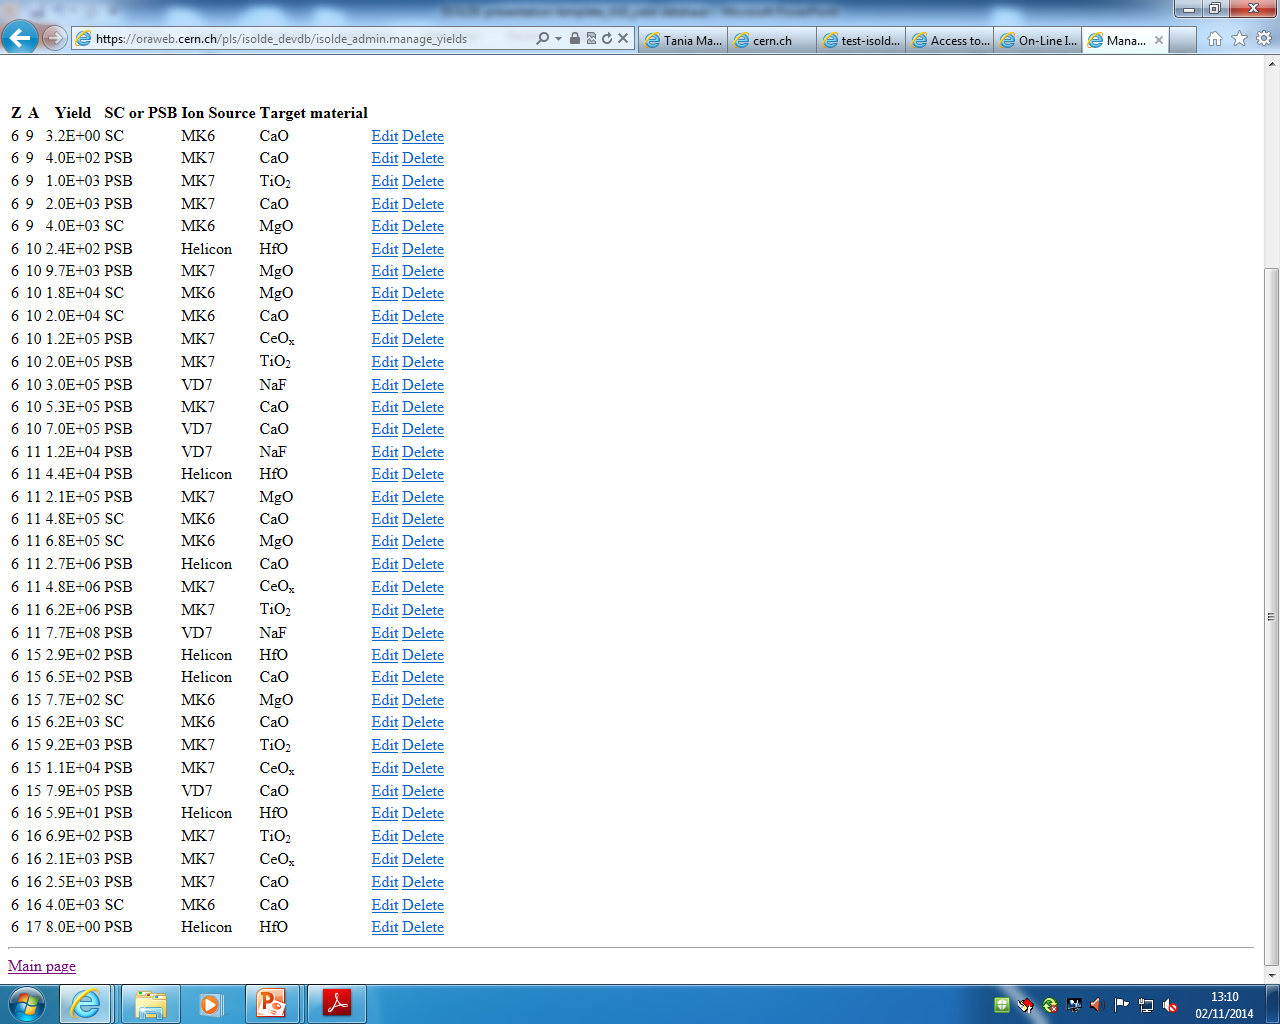 https://oraweb.cern.ch/pls/isolde_devdb/isolde_admin.manage_yields
Tania Ma...
cern.ch
test-isold...
Access to...
On-Line I...
Mana...
Z A Yield SC or PSB Ion Source Target material
6 9 3.2E+00 SC MK6 CaO Edit Delete
6 9 4.0E+02 PSB MK7 CaO Edit Delete
6 9 1.0E+03 PSB MK7 TiO₂ Edit Delete
6 9 2.0E+03 PSB MK7 CaO Edit Delete
6 9 4.0E+03 SC MK6 MgO Edit Delete
6 10 2.4E+02 PSB Helicon HfO Edit Delete
6 10 9.7E+03 PSB MK7 MgO Edit Delete
6 10 1.8E+04 SC MK6 MgO Edit Delete
6 10 2.0E+04 SC MK6 CaO Edit Delete
6 10 1.2E+05 PSB MK7 CeOₓ Edit Delete
6 10 2.0E+05 PSB MK7 TiO₂ Edit Delete
6 10 3.0E+05 PSB VD7 NaF Edit Delete
6 10 5.3E+05 PSB MK7 CaO Edit Delete
6 10 7.0E+05 PSB VD7 CaO Edit Delete
6 11 1.2E+04 PSB VD7 NaF Edit Delete
6 11 4.4E+04 PSB Helicon HfO Edit Delete
6 11 2.1E+05 PSB MK7 MgO Edit Delete
6 11 4.8E+05 SC MK6 CaO Edit Delete
6 11 6.8E+05 SC MK6 MgO Edit Delete
6 11 2.7E+06 PSB Helicon CaO Edit Delete
6 11 4.8E+06 PSB MK7 CeOₓ Edit Delete
6 11 6.2E+06 PSB MK7 TiO₂ Edit Delete
6 11 7.7E+08 PSB VD7 NaF Edit Delete
6 15 2.9E+02 PSB Helicon HfO Edit Delete
6 15 6.5E+02 PSB Helicon CaO Edit Delete
6 15 7.7E+02 SC MK6 MgO Edit Delete
6 15 6.2E+03 SC MK6 CaO Edit Delete
6 15 9.2E+03 PSB MK7 TiO₂ Edit Delete
6 15 1.1E+04 PSB MK7 CeOₓ Edit Delete
6 15 7.9E+05 PSB VD7 CaO Edit Delete
6 16 5.9E+01 PSB Helicon HfO Edit Delete
6 16 6.9E+02 PSB MK7 TiO₂ Edit Delete
6 16 2.1E+03 PSB MK7 CeOₓ Edit Delete
6 16 2.5E+03 PSB MK7 CaO Edit Delete
6 16 4.0E+03 SC MK6 CaO Edit Delete
6 17 8.0E+00 PSB Helicon HfO Edit Delete
Main page
13:10
02/11/2014